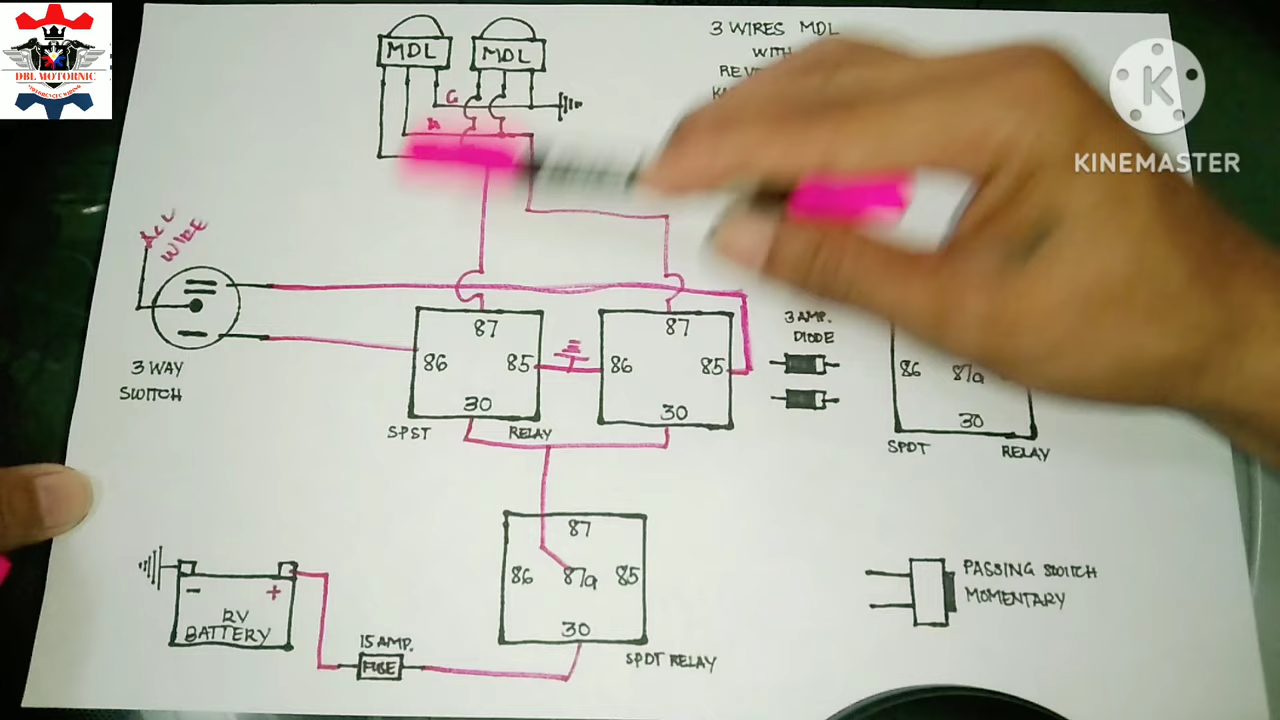 DBL MOTORNIC
MOTORCYCLE WIRING
KINEMASTER
MDL
MDL
3 WIRES MDL
WITH
G
ACC
WIRE
3 WAY
SWITCH
87
86
85
30
SPST RELAY
87
86
85
30
3 AMP.
DIODE
86
87a
30
SPDT RELAY
87
86
87a
85
30
SPDT RELAY
- +
12V
BATTERY
15 AMP.
FUSE
PASSING SWITCH
MOMENTARY